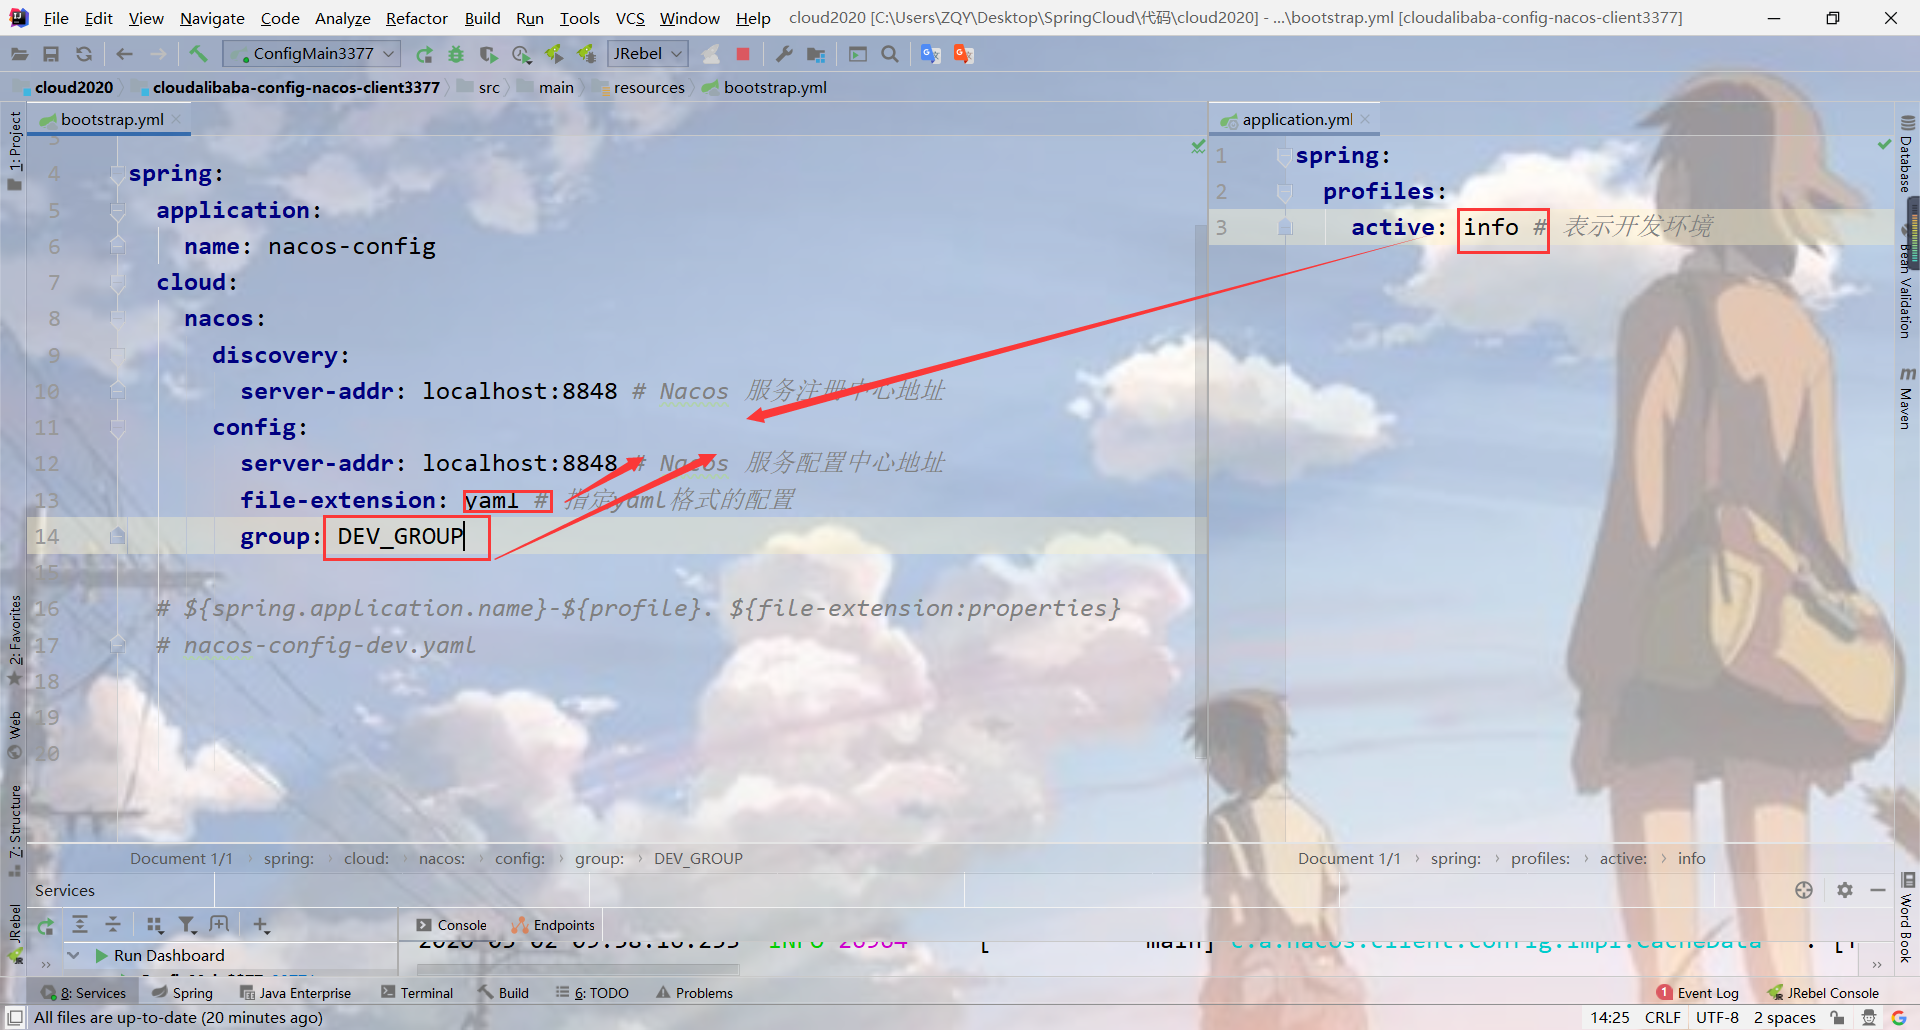 File Edit View Navigate Code Analyze Refactor Build Run Tools VCS Window Help cloud2020 [C:\Users\ZQY\Desktop\SpringCloud\代码\cloud2020] - ...\bootstrap.yml [cloudalibaba-config-nacos-client3377]
ConfigMain3377 JRebel
cloud2020 cloudalibaba-config-nacos-client3377 src main resources bootstrap.yml
bootstrap.yml
3
4 spring:
5 application:
6 name: nacos-config
7 cloud:
8 nacos:
9 discovery:
10 server-addr: localhost:8848 # Nacos 服务注册中心地址
11 config:
12 server-addr: localhost:8848 # Nacos 服务配置中心地址
13 file-extension: yaml # 指定yaml格式的配置
14 group: DEV_GROUP
15
16 # ${spring.application.name}-${profile}. ${file-extension:properties}
17 # nacos-config-dev.yaml
18
19
20
Document 1/1 › spring: › cloud: › nacos: › config: › group: › DEV_GROUP
application.yml
1 spring:
2 profiles:
3 active: info # 表示开发环境
Document 1/1 › spring: › profiles: › active: › info
1: Project
2: Favorites
Web
Z: Structure
JRebel
Database
Bean Validation
m Maven
Word Book
Services
Console Endpoints
Run Dashboard
main] c.a.nacos.client.config.impl.CacheData : [
8: Services Spring Java Enterprise Terminal Build 6: TODO Problems 1 Event Log JRebel Console
All files are up-to-date (20 minutes ago) 14:25 CRLF UTF-8 2 spaces